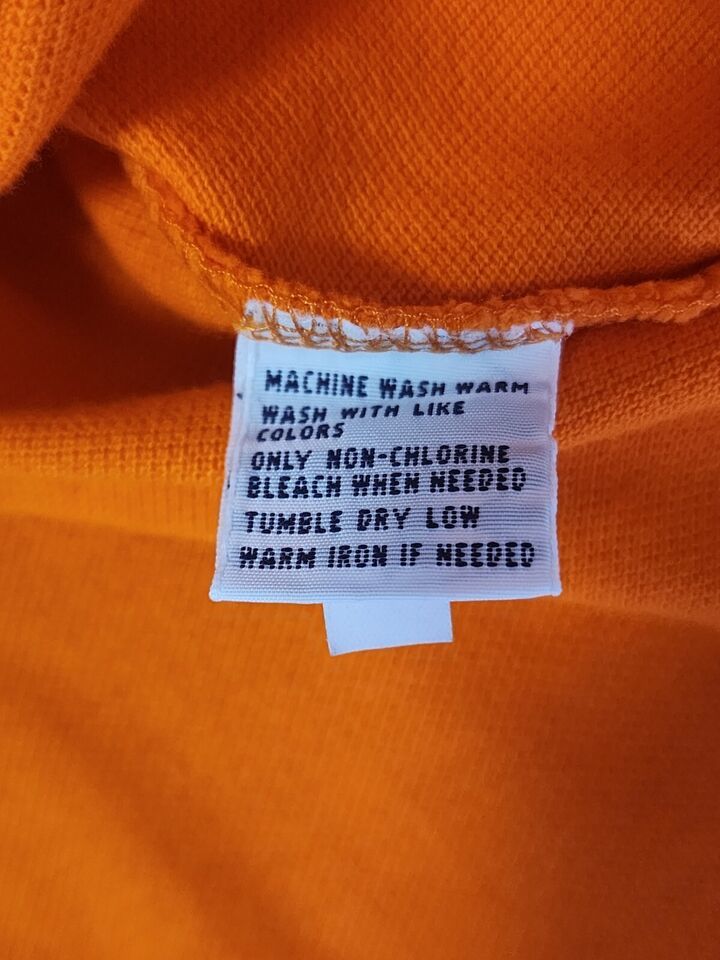 MACHINE WASH WARM
WASH WITH LIKE
COLORS
ONLY NON-CHLORINE
BLEACH WHEN NEEDED
TUMBLE DRY LOW
WARM IRON IF NEEDED